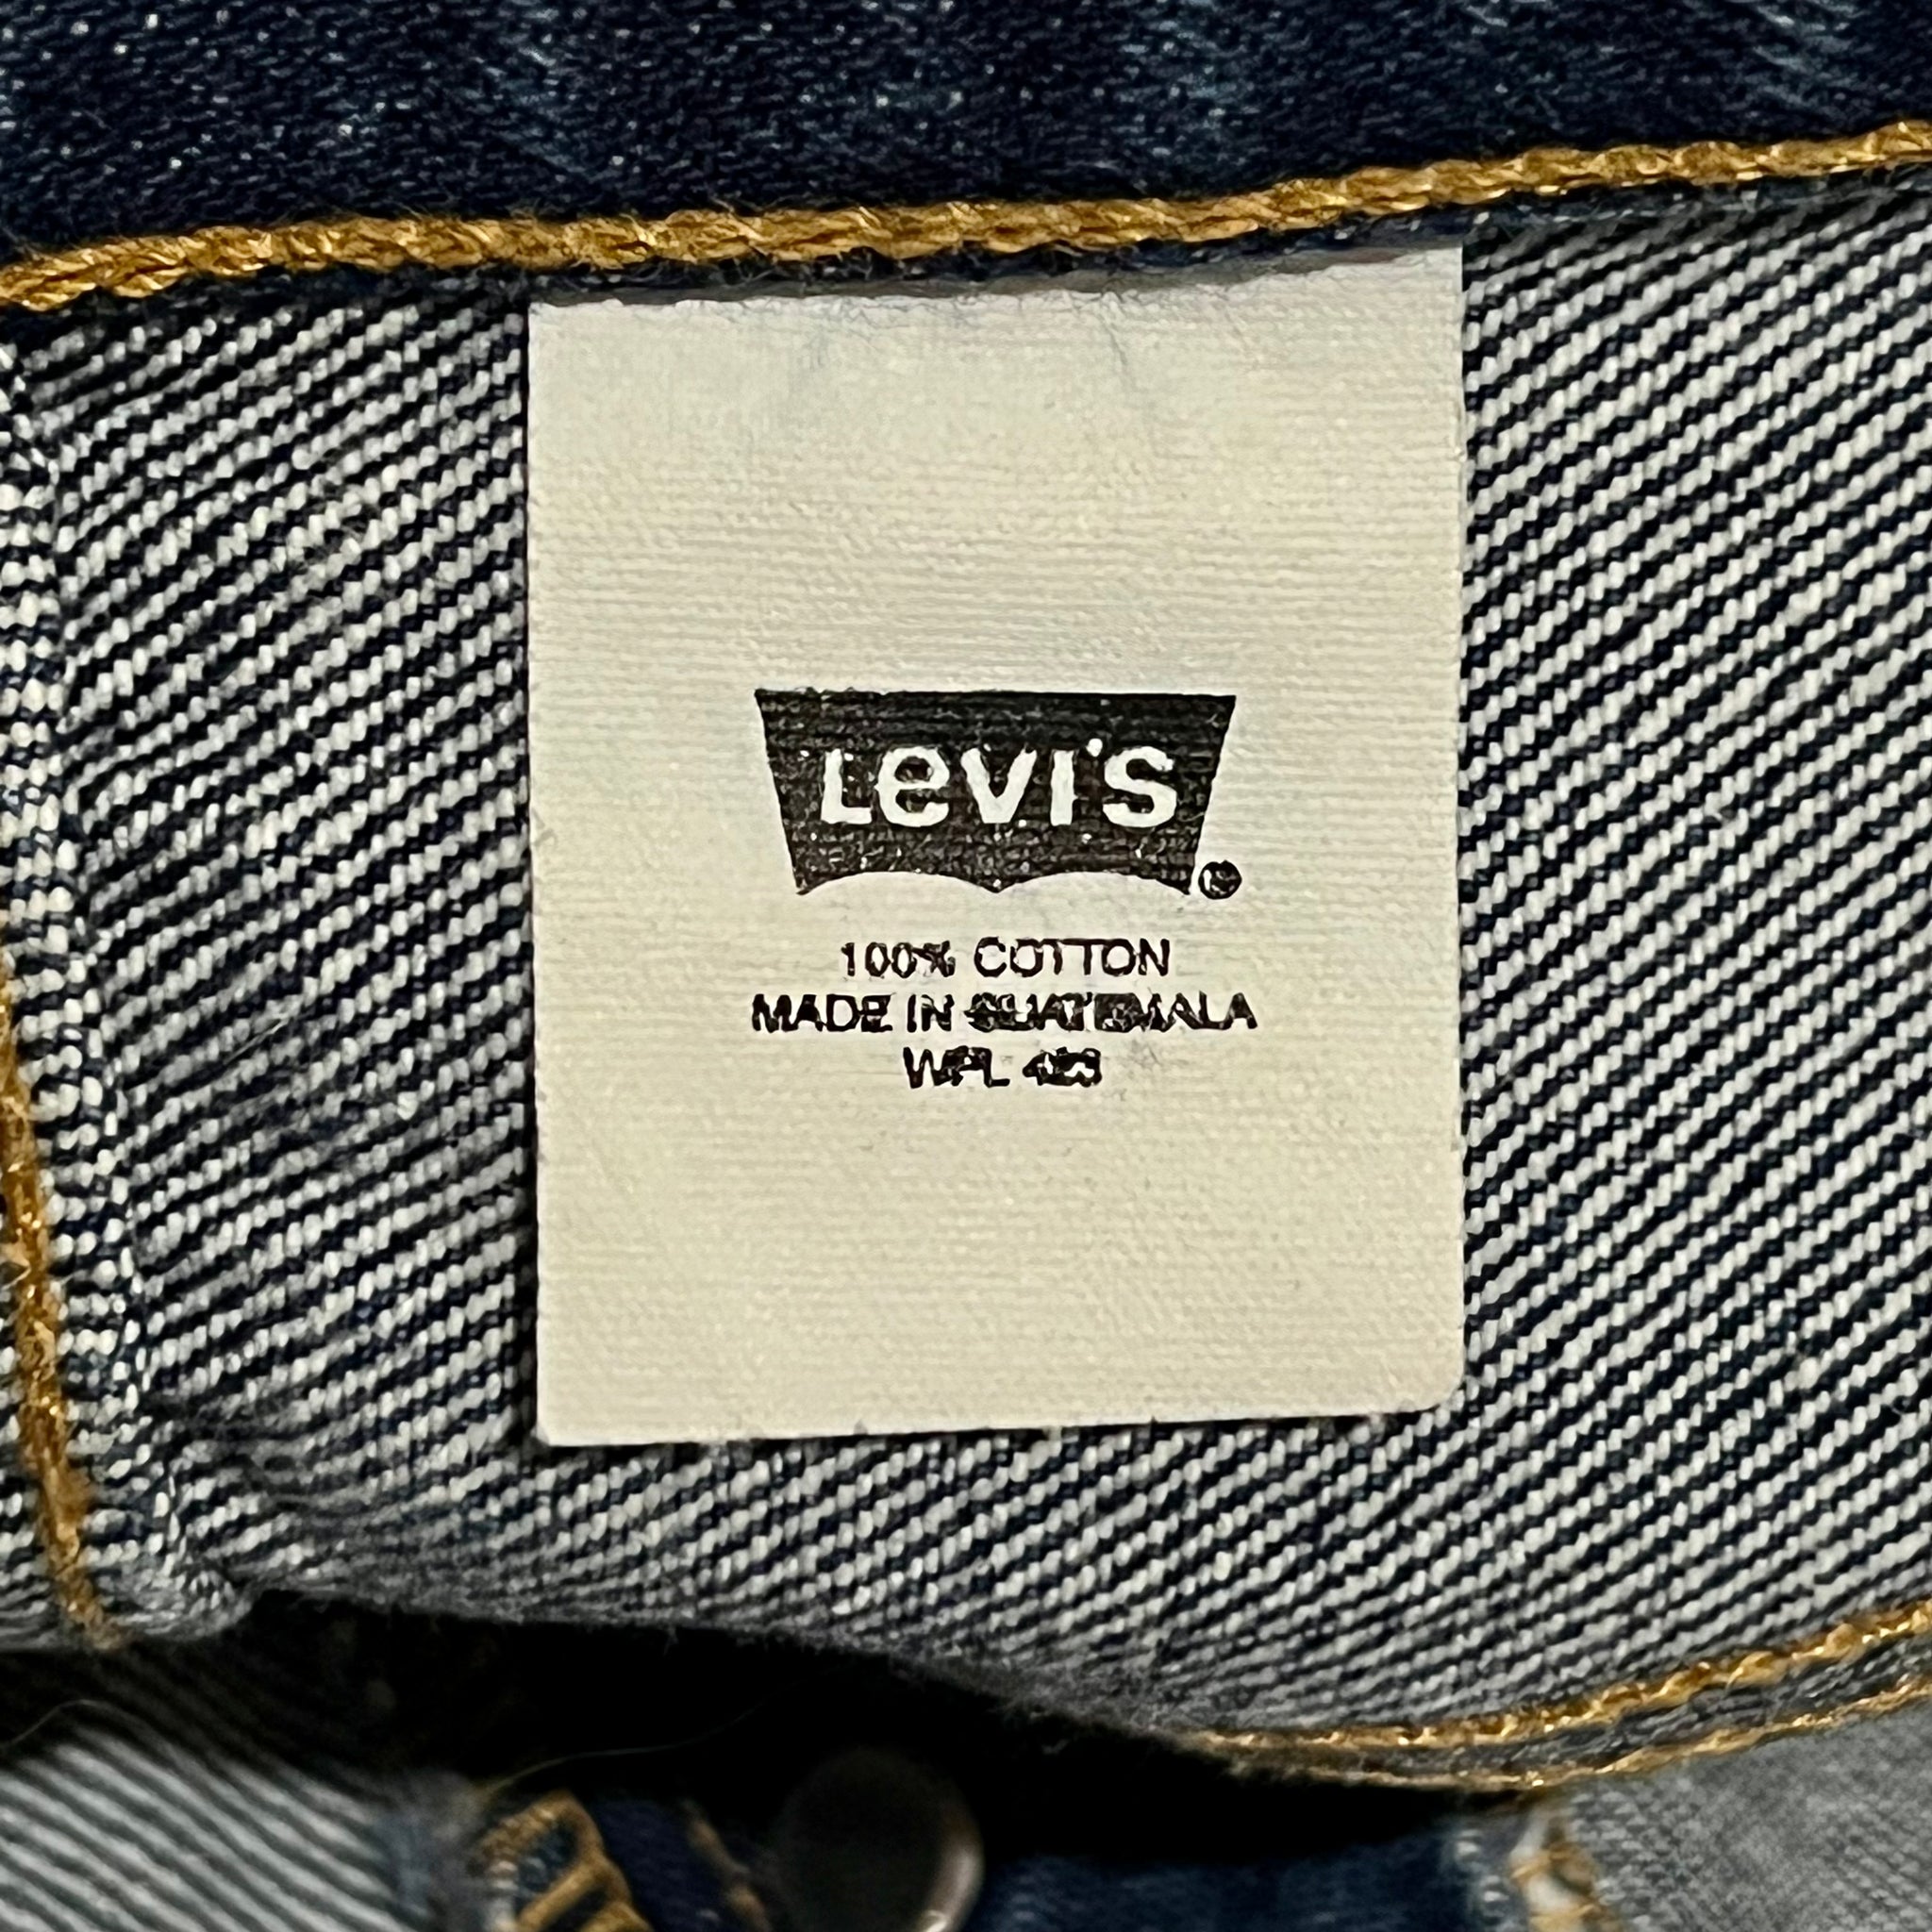 Levi's
100% COTTON
MADE IN GUATEMALA
WPL 423